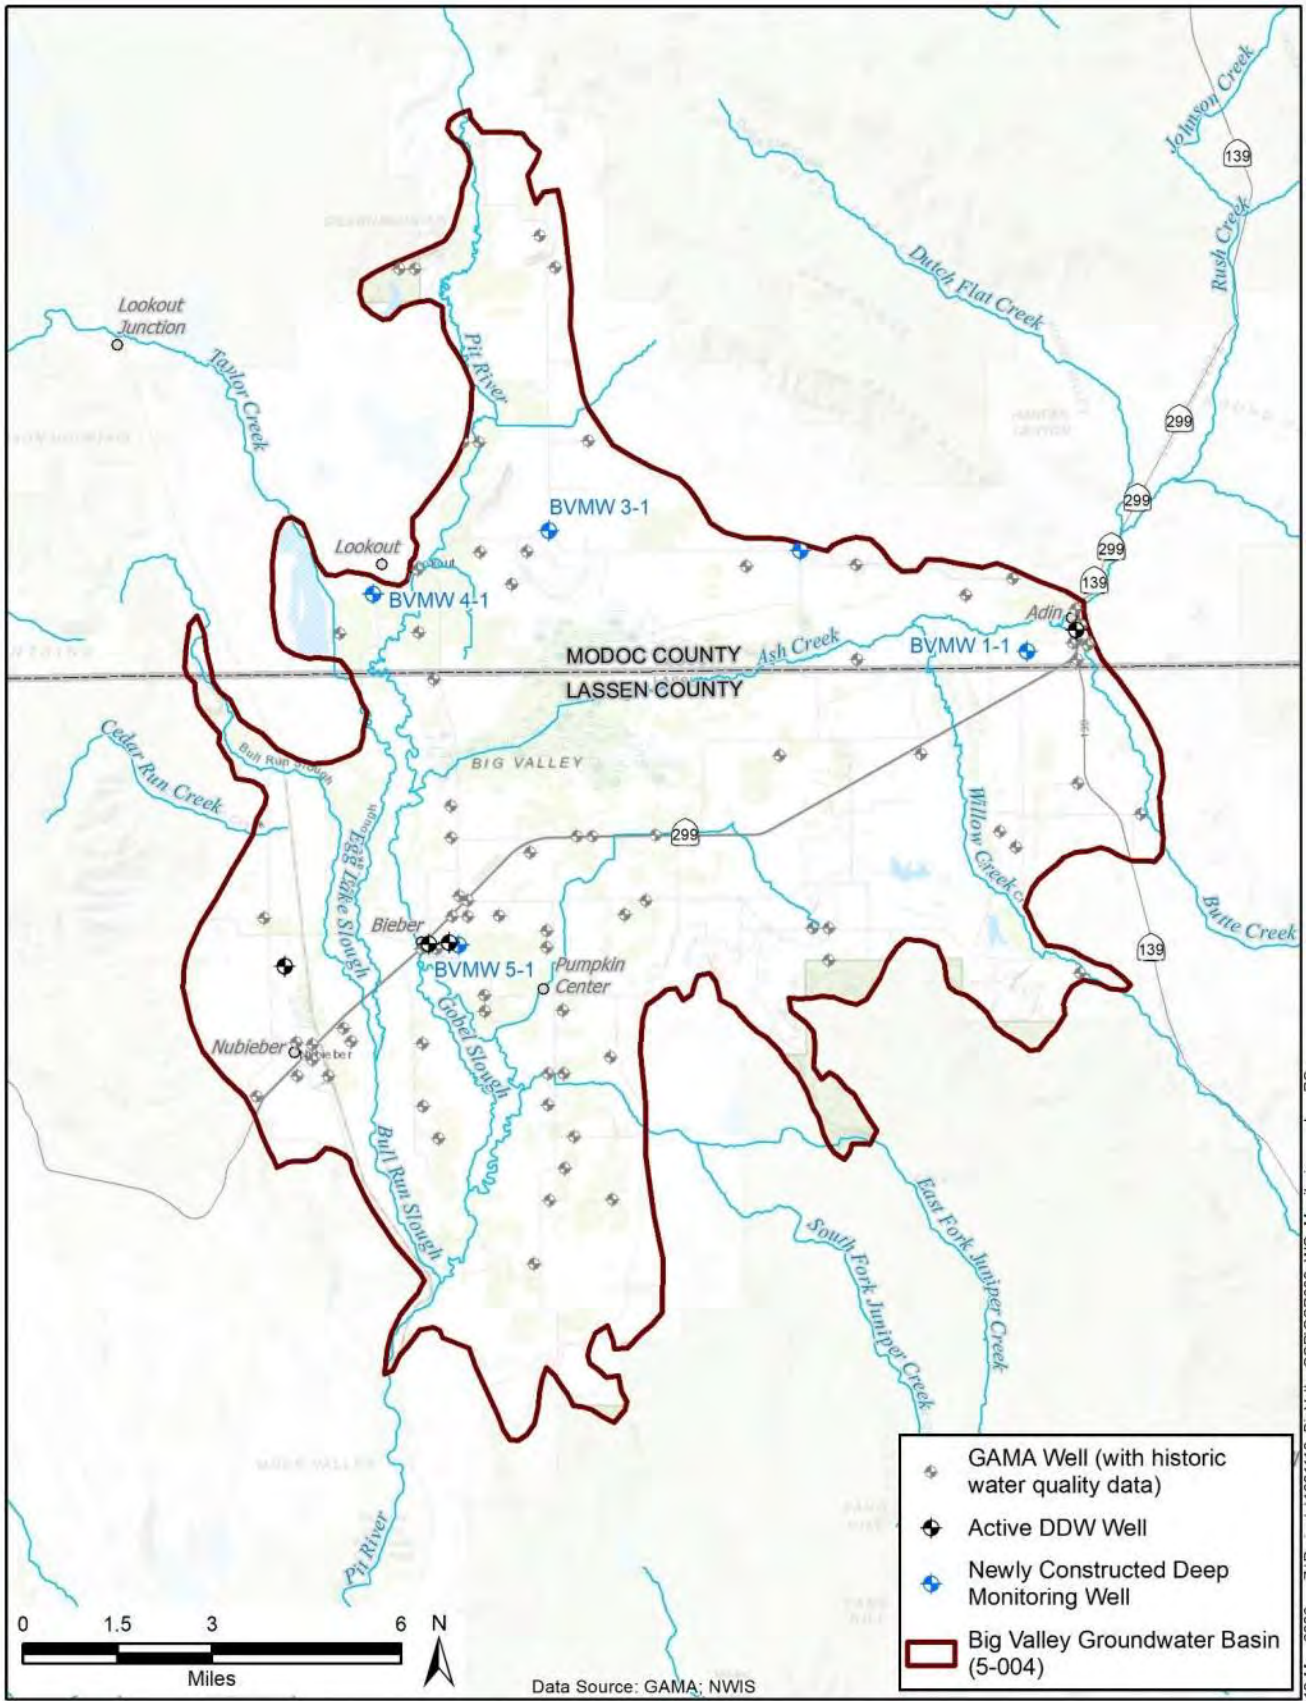 Johnson Creek
139
Rush Creek
Dutch Flat Creek
Lookout
Junction
Taylor Creek
Pit River
299
299
BVMW 3-1
299
Lookout
139
BVMW 4-1
Adin
Ash Creek
BVMW 1-1
MODOC COUNTY
LASSEN COUNTY
139
Cedar Run Creek
Bull Run Slough
BIG VALLEY
Egg Lake Slough
299
Willow Creek
Butte Creek
Bieber
139
BVMW 5-1
Pumpkin
Center
Gobel Slough
Nubieber
Bull Run Slough
East Fork Juniper Creek
South Fork Juniper Creek
Pit River
GAMA Well (with historic
water quality data)
Active DDW Well
Newly Constructed Deep
Monitoring Well
Big Valley Groundwater Basin
(5-004)
0 1.5 3 6
Miles
N
Data Source: GAMA; NWIS